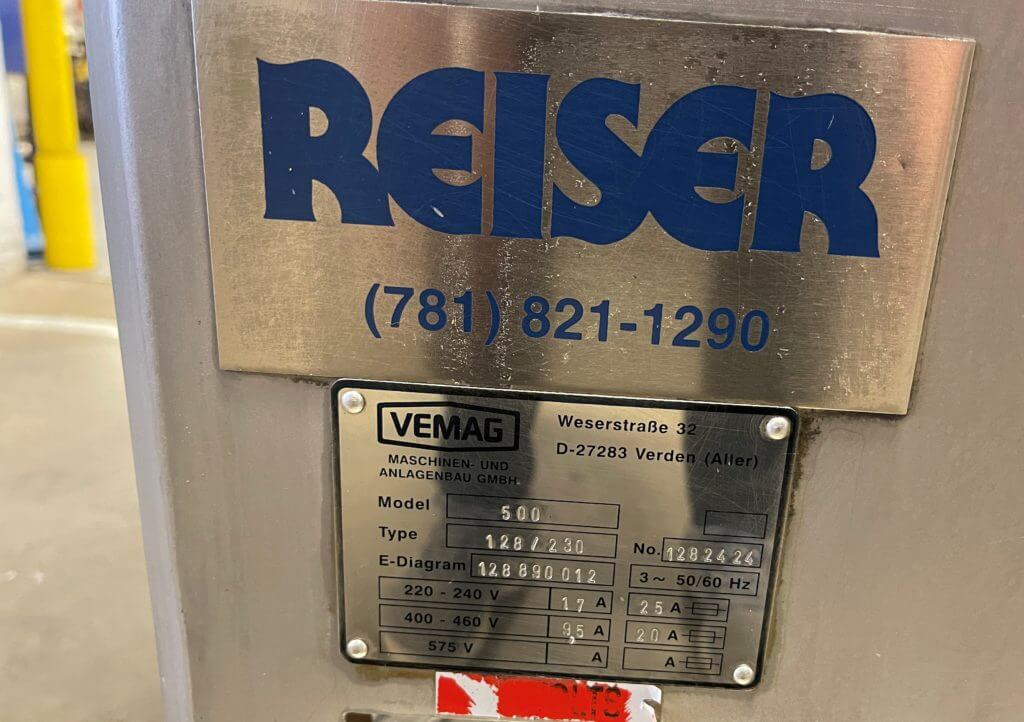 REISER
(781) 821-1290
VEMAG
MASCHINEN- UND
ANLAGENBAU GMBH
Weserstraße 32
D-27283 Verden (Aller)
Model 500
Type 128/230
No. 1282424
E-Diagram 128 890 012
3~ 50/60 Hz
220 - 240 V 17 A 25 A
400 - 460 V 9,5 A 20 A
575 V A A
LTS